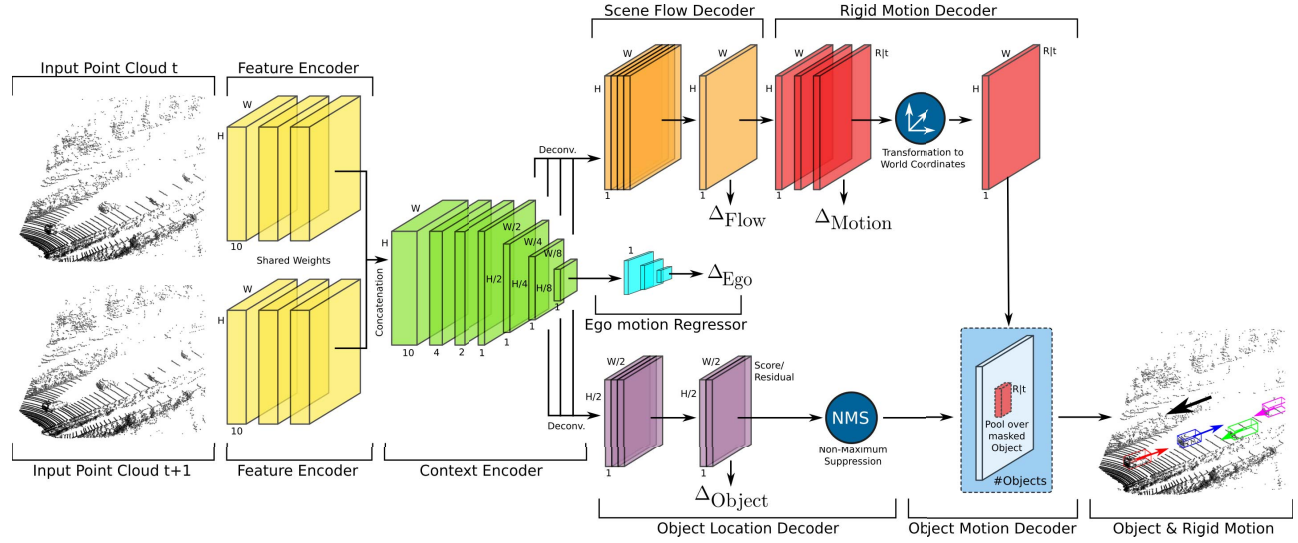 Scene Flow Decoder
Rigid Motion Decoder
Input Point Cloud t
Feature Encoder
W
H
10
Shared Weights
W
H
10
Input Point Cloud t+1
Feature Encoder
Concatenation
H
W
W/2
W/4
W/8
H/2
H/4
H/8
10
4
2
1
1
1
1
Context Encoder
Deconv.
Deconv.
W
H
1
W
H
1
ΔFlow
W
H
R|t
1
ΔMotion
Transformation to
World Coordinates
W
H
R|t
1
1
ΔEgo
Ego motion Regressor
W/2
H/2
1
W/2
H/2
Score/
Residual
1
ΔObject
NMS
Non-Maximum
Suppression
Object Location Decoder
R|t
Pool over
masked
Object
#Objects
Object Motion Decoder
Object & Rigid Motion